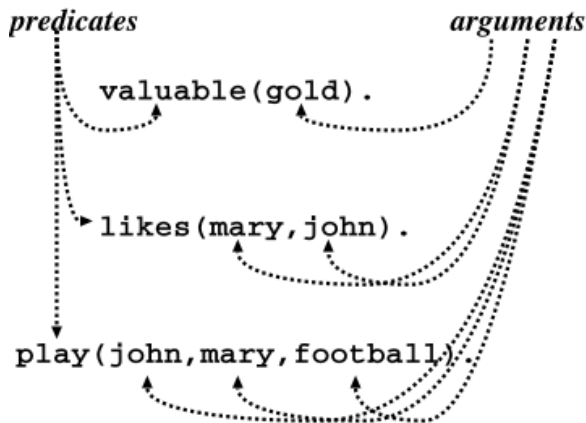 predicates arguments
valuable(gold).
likes(mary,john).
play(john,mary,football).